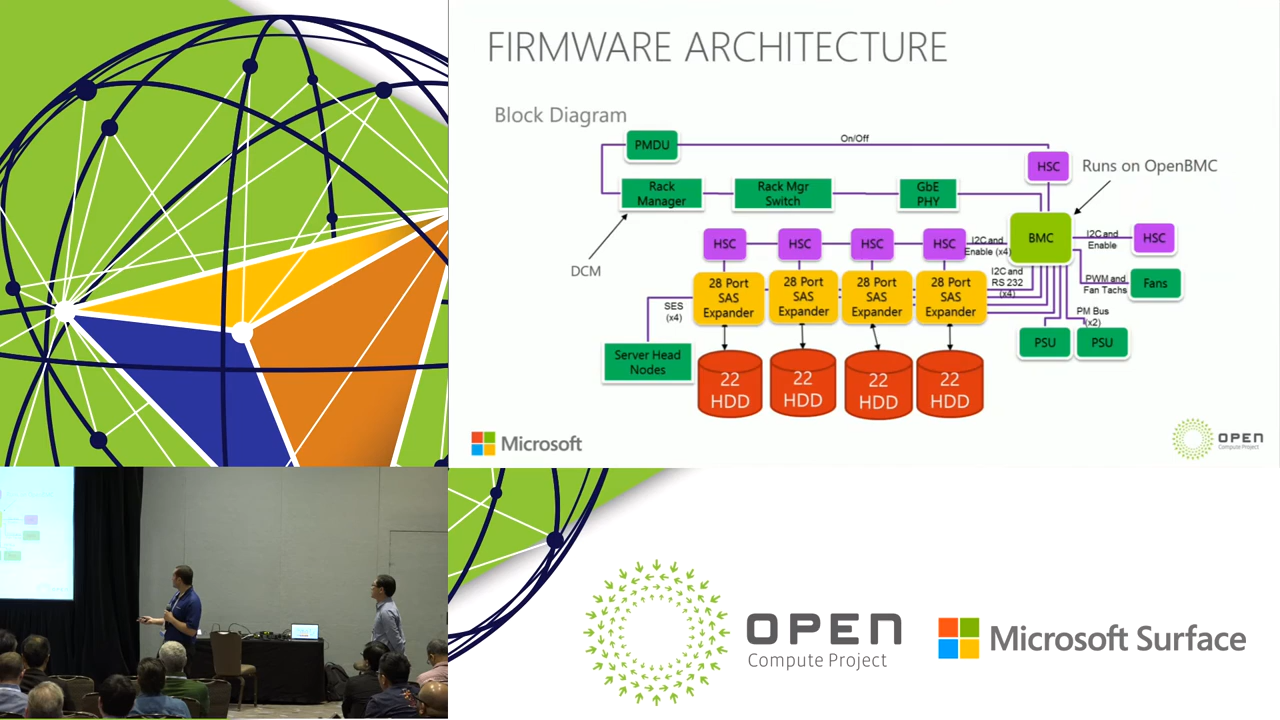 FIRMWARE ARCHITECTURE
Block Diagram
PMDU
On/Off
HSC
Runs on OpenBMC
Rack
Manager
Rack Mgr
Switch
GbE
PHY
DCM
HSC
HSC
HSC
HSC
I2C and
Enable (x4)
BMC
I2C and
Enable
HSC
28 Port
SAS
Expander
28 Port
SAS
Expander
28 Port
SAS
Expander
28 Port
SAS
Expander
I2C and
RS 232
(x4)
PWM and
Fan Tachs
Fans
SES
(x4)
PM Bus
(x2)
PSU
PSU
Server Head
Nodes
22
HDD
22
HDD
22
HDD
22
HDD
Microsoft
OPEN
Compute Project
OPEN
Compute Project
Microsoft Surface